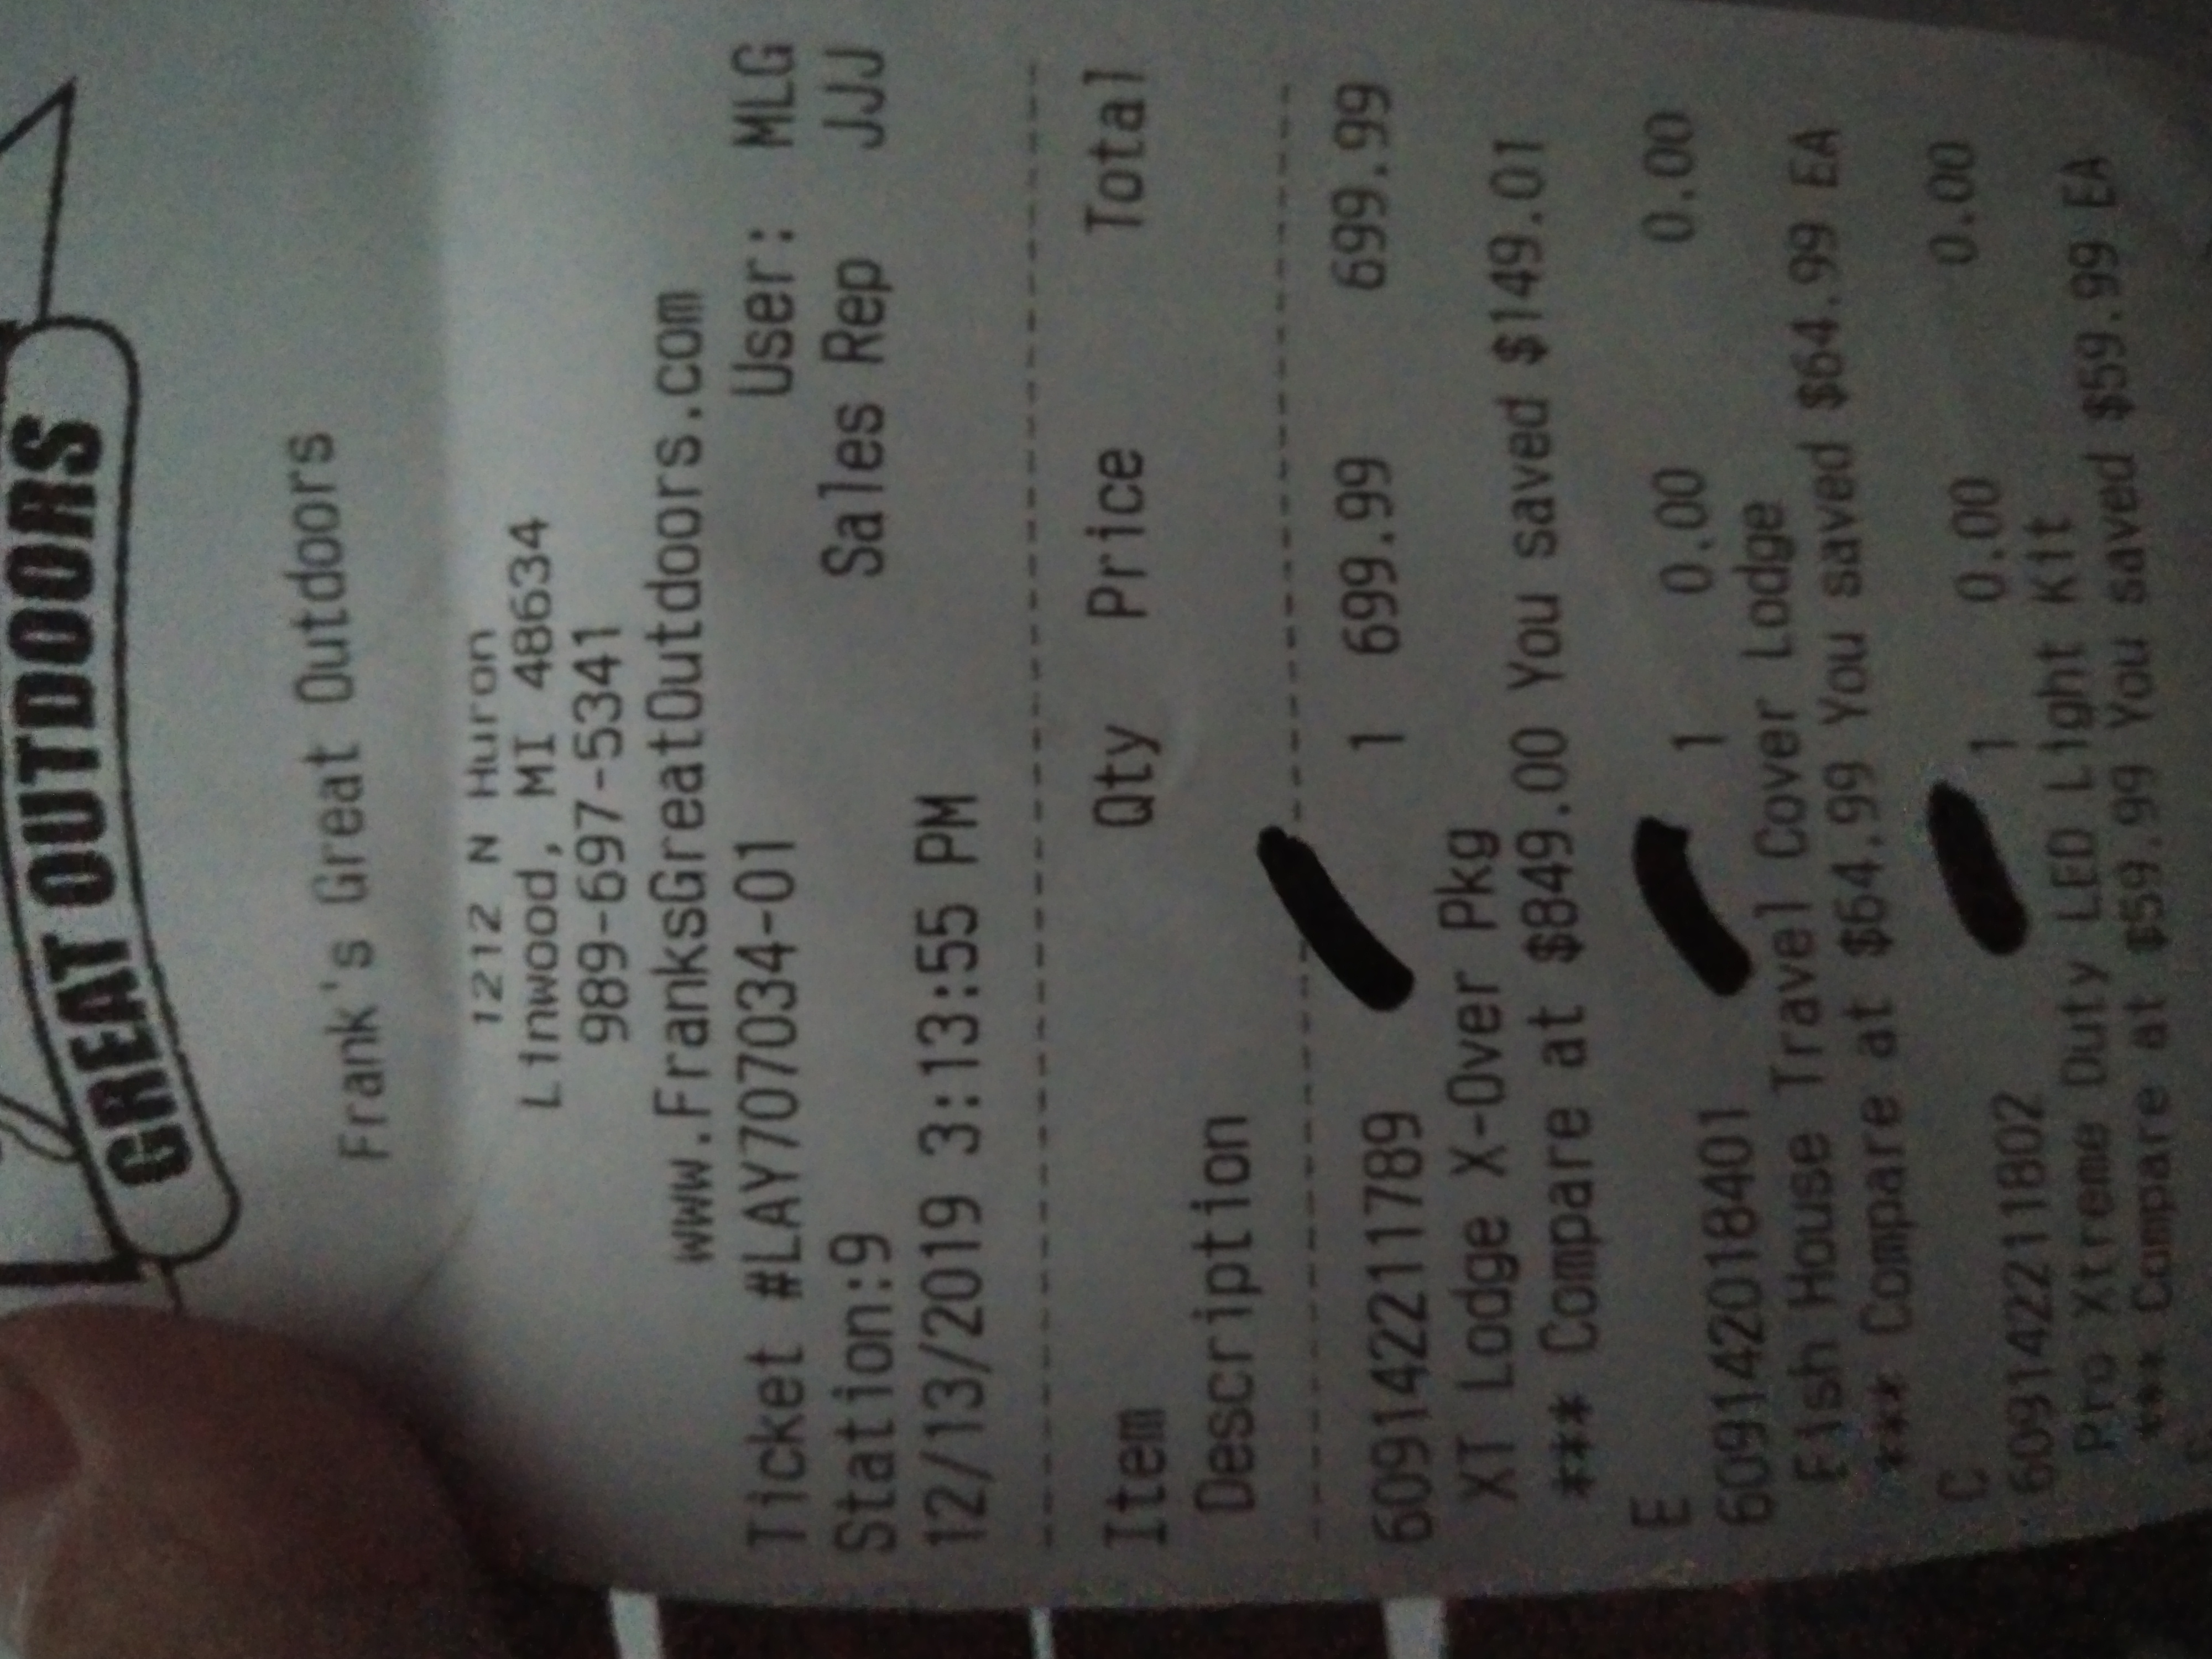 GREAT OUTDOORS
Frank's Great Outdoors
1212 N Huron
Linwood, MI 48634
989-697-5341
www.FranksGreatOutdoors.com
Ticket #LAY707034-01 User: MLG
Station:9 Sales Rep JJJ
12/13/2019 3:13:55 PM
Item Qty Price Total
Description
609142211789 1 699.99 699.99
XT Lodge X-Over Pkg
*** Compare at $849.00 You saved $149.01
E
609142018401 1 0.00 0.00
Fish House Travel Cover Lodge
*** Compare at $64.99 You saved $64.99 EA
C
609142211802 1 0.00 0.00
Pro Xtreme Duty LED Light Kit
*** Compare at $59.99 You saved $59.99 EA